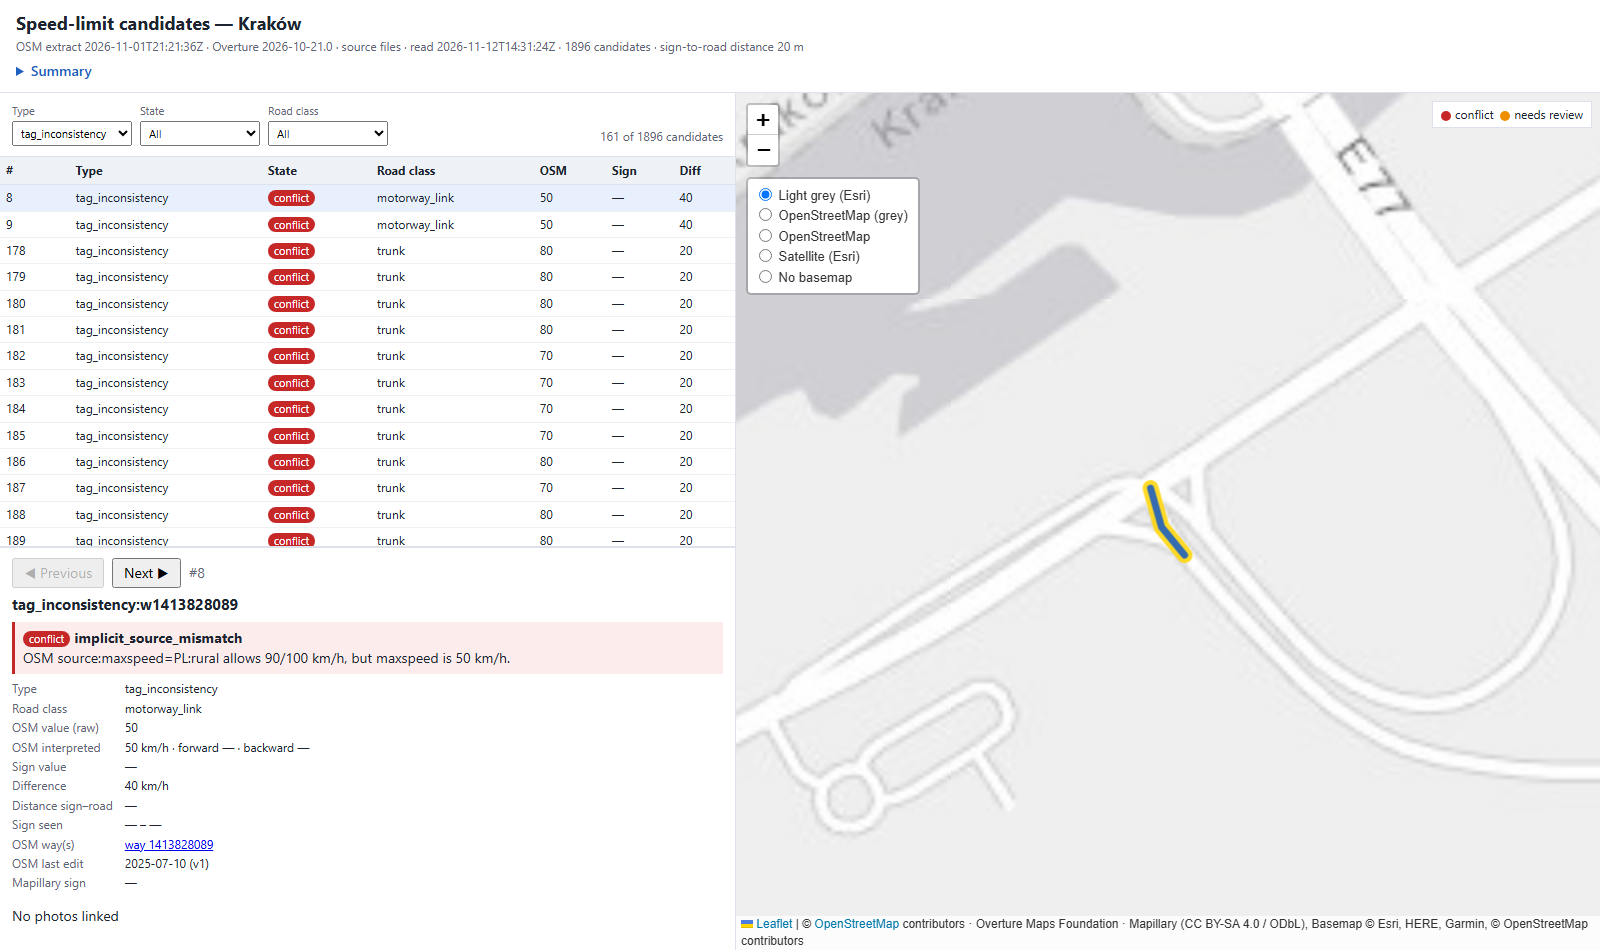 Speed-limit candidates — Kraków
OSM extract 2026-11-01T21:21:36Z · Overture 2026-10-21.0 · source files · read 2026-11-12T14:31:24Z · 1896 candidates · sign-to-road distance 20 m
▶ Summary
Type State Road class
tag_inconsistency All All 161 of 1896 candidates
# Type State Road class OSM Sign Diff
8 tag_inconsistency conflict motorway_link 50 — 40
9 tag_inconsistency conflict motorway_link 50 — 40
178 tag_inconsistency conflict trunk 80 — 20
179 tag_inconsistency conflict trunk 80 — 20
180 tag_inconsistency conflict trunk 80 — 20
181 tag_inconsistency conflict trunk 80 — 20
182 tag_inconsistency conflict trunk 70 — 20
183 tag_inconsistency conflict trunk 70 — 20
184 tag_inconsistency conflict trunk 70 — 20
185 tag_inconsistency conflict trunk 70 — 20
186 tag_inconsistency conflict trunk 80 — 20
187 tag_inconsistency conflict trunk 70 — 20
188 tag_inconsistency conflict trunk 80 — 20
189 tag_inconsistency conflict trunk 80 — 20
◀ Previous Next ▶ #8
tag_inconsistency:w1413828089
conflict implicit_source_mismatch
OSM source:maxspeed=PL:rural allows 90/100 km/h, but maxspeed is 50 km/h.
Type tag_inconsistency
Road class motorway_link
OSM value (raw) 50
OSM interpreted 50 km/h · forward — · backward —
Sign value —
Difference 40 km/h
Distance sign–road —
Sign seen — – —
OSM way(s) way 1413828089
OSM last edit 2025-07-10 (v1)
Mapillary sign —
No photos linked
+
−
Light grey (Esri)
OpenStreetMap (grey)
OpenStreetMap
Satellite (Esri)
No basemap
conflict needs review
E77
Leaflet | © OpenStreetMap contributors · Overture Maps Foundation · Mapillary (CC BY-SA 4.0 / ODbL), Basemap © Esri, HERE, Garmin, © OpenStreetMap
contributors